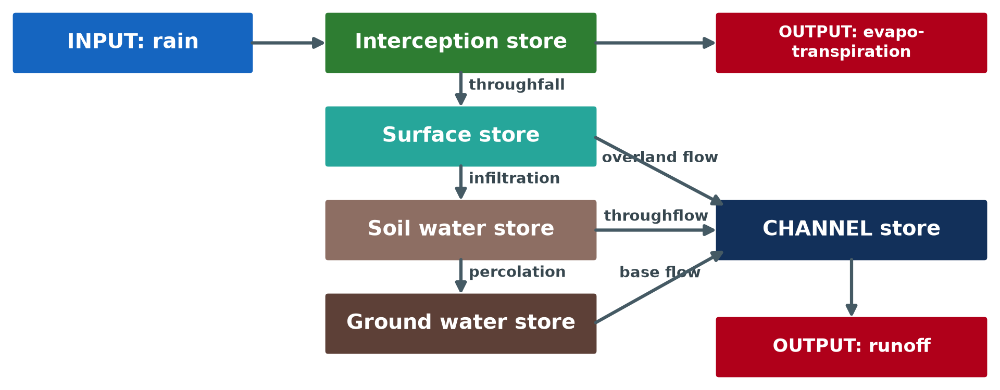 INPUT: rain
Interception store
OUTPUT: evapo-
transpiration
throughfall
Surface store
overland flow
infiltration
Soil water store
throughflow
CHANNEL store
percolation
base flow
Ground water store
OUTPUT: runoff